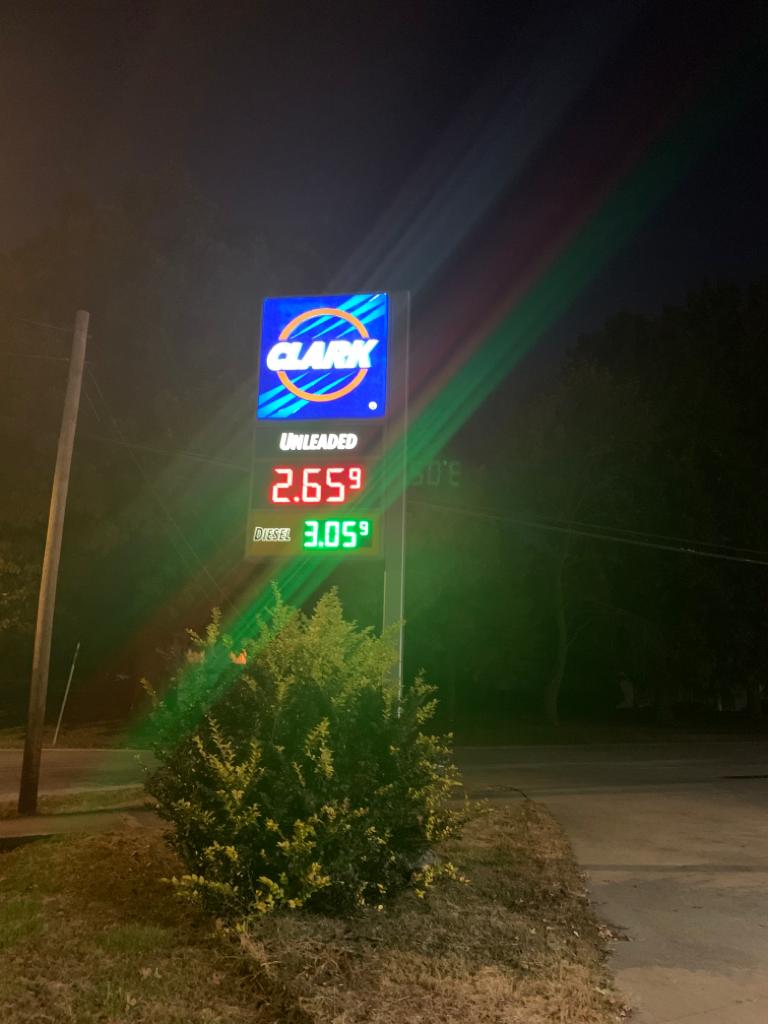 CLARK
®
UNLEADED
2.65⁹
DIESEL 3.05⁹